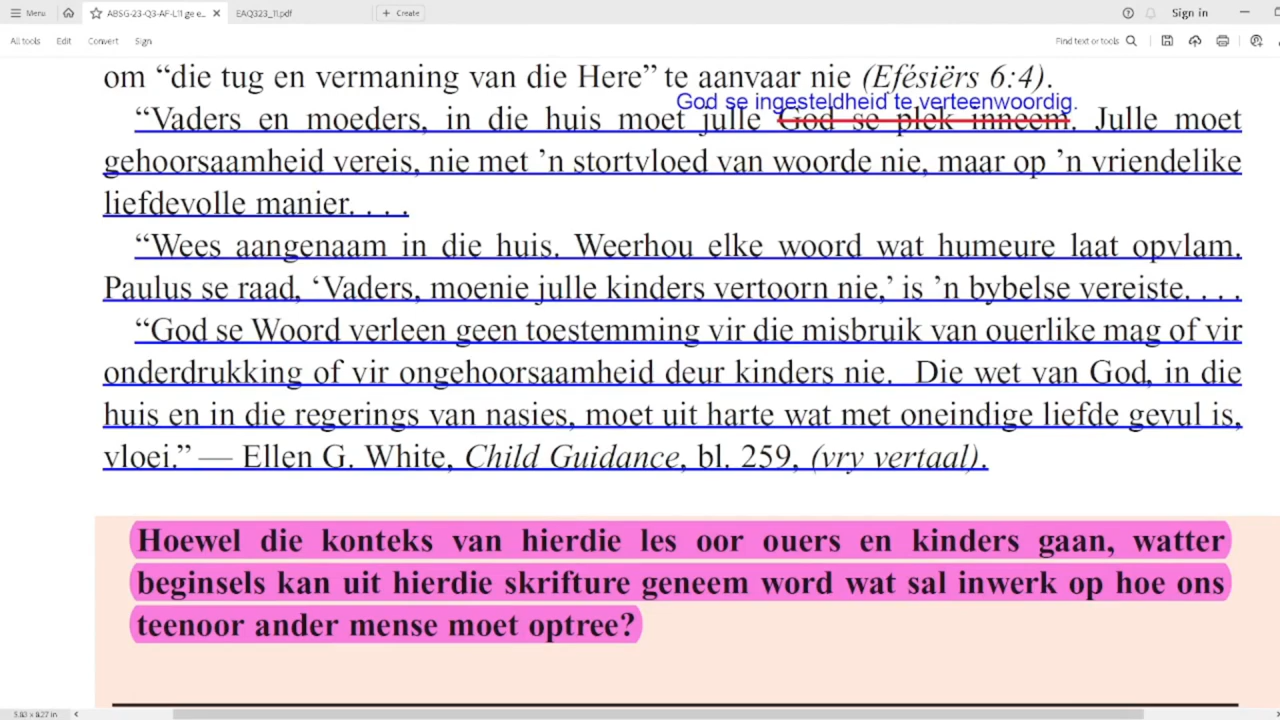 Menu ABSG-23-Q3-AF-L11 ge e... EAQ323_11.pdf Create Sign in
All tools Edit Convert Sign Find text or tools
om “die tug en vermaning van die Here” te aanvaar nie (Efésiërs 6:4).
God se ingesteldheid te verteenwoordig.
“Vaders en moeders, in die huis moet julle God se plek inneem. Julle moet
gehoorsaamheid vereis, nie met ’n stortvloed van woorde nie, maar op ’n vriendelike
liefdevolle manier. . . .
“Wees aangenaam in die huis. Weerhou elke woord wat humeure laat opvlam.
Paulus se raad, ‘Vaders, moenie julle kinders vertoorn nie,’ is ’n bybelse vereiste. . . .
“God se Woord verleen geen toestemming vir die misbruik van ouerlike mag of vir
onderdrukking of vir ongehoorsaamheid deur kinders nie. Die wet van God, in die
huis en in die regerings van nasies, moet uit harte wat met oneindige liefde gevul is,
vloei.” — Ellen G. White, Child Guidance, bl. 259, (vry vertaal).
Hoewel die konteks van hierdie les oor ouers en kinders gaan, watter
beginsels kan uit hierdie skrifture geneem word wat sal inwerk op hoe ons
teenoor ander mense moet optree?